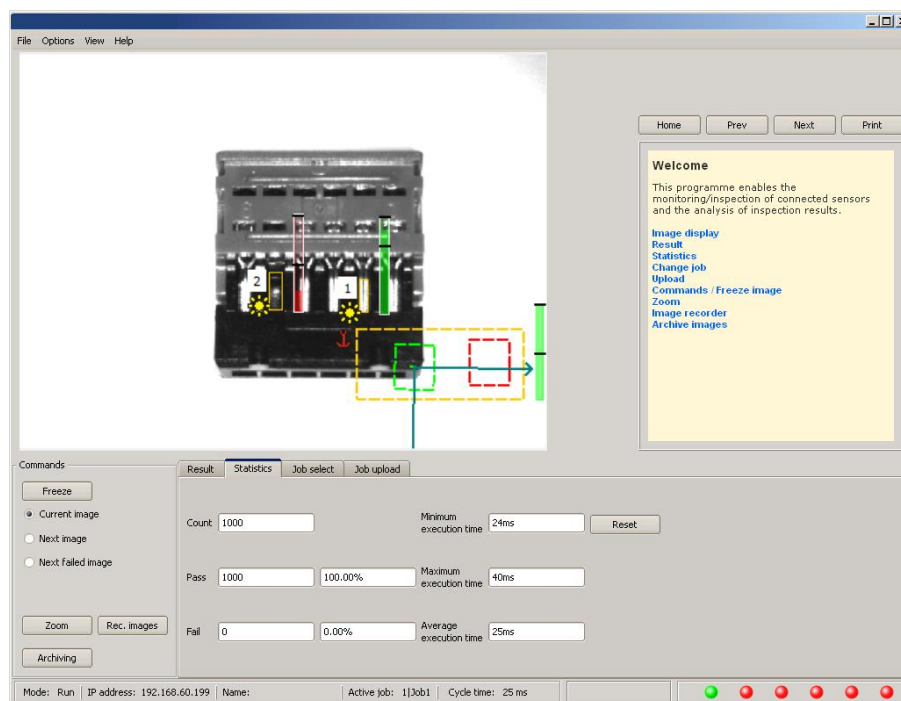 File Options View Help
Home Prev Next Print
Welcome
This programme enables the
monitoring/inspection of connected sensors
and the analysis of inspection results.
Image display
Result
Statistics
Change job
Upload
Commands / Freeze image
Zoom
Image recorder
Archive images
2
1
Commands
Freeze
Current image
Next image
Next failed image
Zoom Rec. images
Archiving
Result Statistics Job select Job upload
Count 1000 Minimum
execution time 24ms Reset
Pass 1000 100.00% Maximum
execution time 40ms
Fail 0 0.00% Average
execution time 25ms
Mode: Run IP address: 192.168.60.199 Name: Active job: 1|Job1 Cycle time: 25 ms